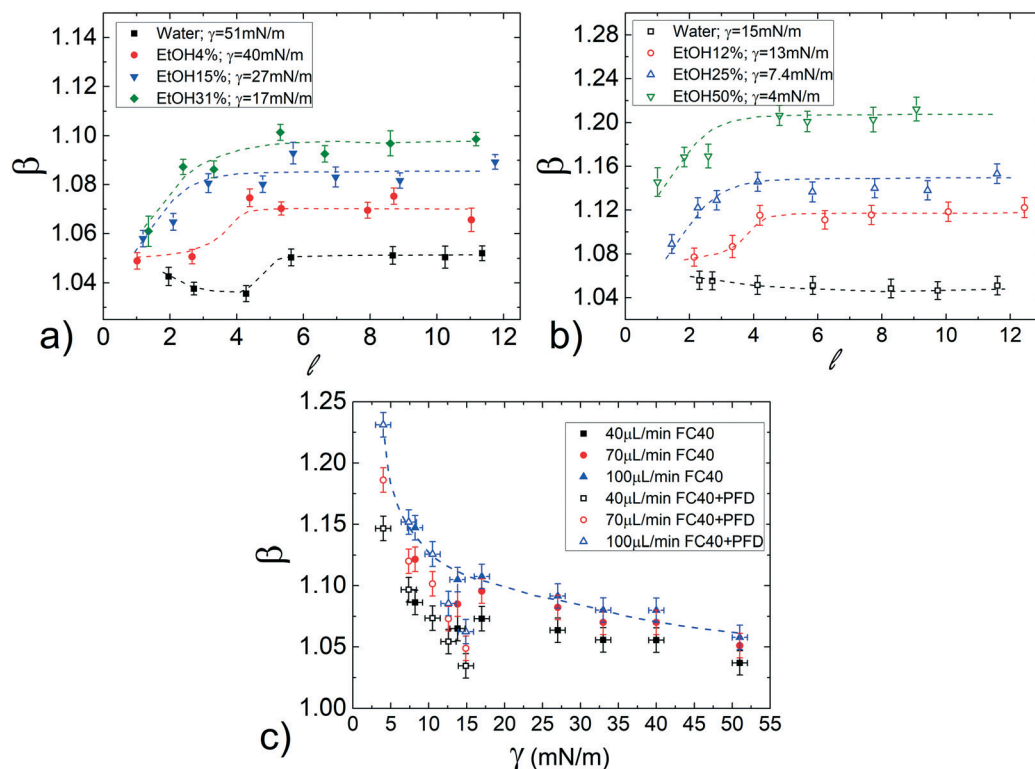 1.14
1.12
1.10
1.08
1.06
1.04
1.02
β
Water; γ=51mN/m
EtOH4%; γ=40mN/m
EtOH15%; γ=27mN/m
EtOH31%; γ=17mN/m
0 2 4 6 8 10 12
a)
ℓ
1.28
1.24
1.20
1.16
1.12
1.08
1.04
β
Water; γ=15mN/m
EtOH12%; γ=13mN/m
EtOH25%; γ=7.4mN/m
EtOH50%; γ=4mN/m
0 2 4 6 8 10 12
b)
ℓ
1.25
1.20
1.15
1.10
1.05
1.00
β
40μL/min FC40
70μL/min FC40
100μL/min FC40
40μL/min FC40+PFD
70μL/min FC40+PFD
100μL/min FC40+PFD
0 5 10 15 20 25 30 35 40 45 50 55
c)
γ (mN/m)